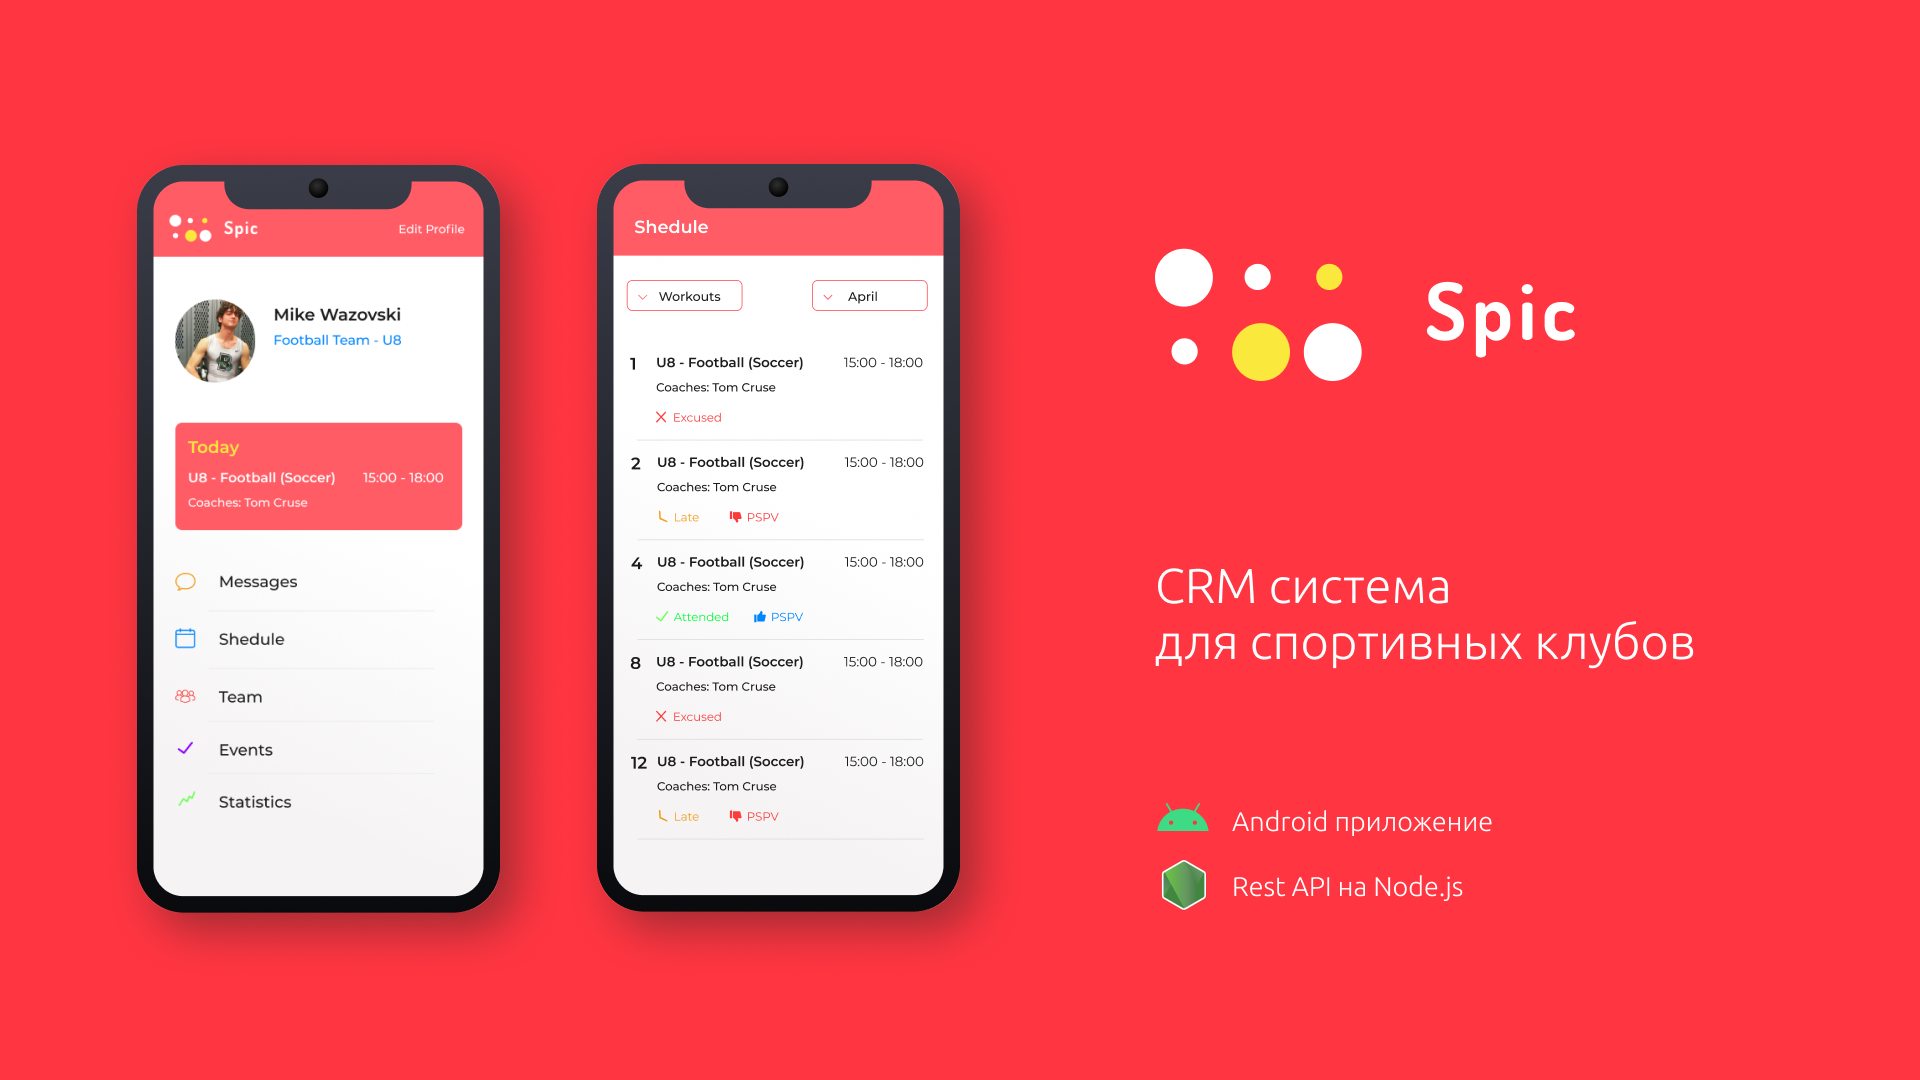 Spic
Edit Profile
Mike Wazovski
Football Team - U8
Today
U8 - Football (Soccer) 15:00 - 18:00
Coaches: Tom Cruse
Messages
Shedule
Team
Events
Statistics
Shedule
Workouts
April
1 U8 - Football (Soccer) 15:00 - 18:00
Coaches: Tom Cruse
Excused
2 U8 - Football (Soccer) 15:00 - 18:00
Coaches: Tom Cruse
Late PSPV
4 U8 - Football (Soccer) 15:00 - 18:00
Coaches: Tom Cruse
Attended PSPV
8 U8 - Football (Soccer) 15:00 - 18:00
Coaches: Tom Cruse
Excused
12 U8 - Football (Soccer) 15:00 - 18:00
Coaches: Tom Cruse
Late PSPV
Spic
CRM система
для спортивных клубов
Android приложение
Rest API на Node.js